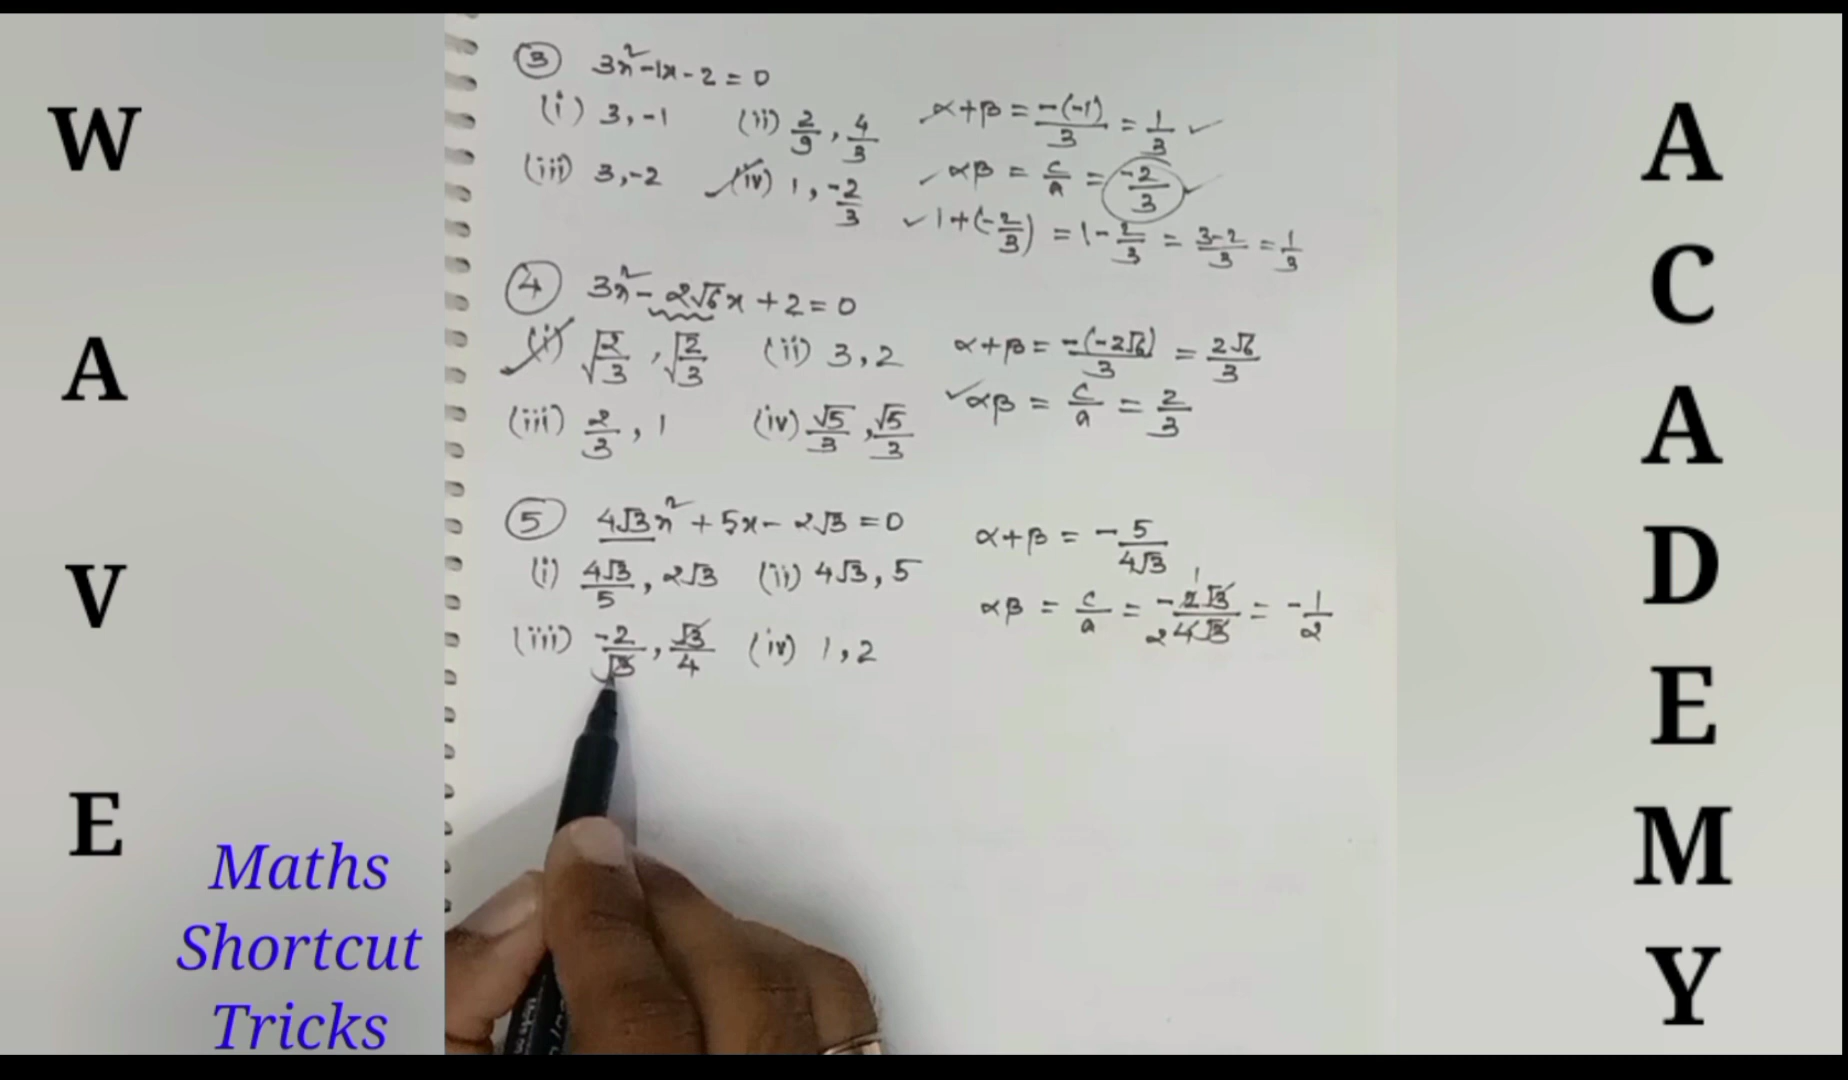 WAVE
ACADEMY
Maths
Shortcut
Tricks
③ 3x² - 1x - 2 = 0
(i) 3, -1 (ii) 2/9, 4/3
(iii) 3, -2 (iv) 1, -2/3
α+β = -(-1)/3 = 1/3 ✓
✓ αβ = c/a = -2/3 ✓
✓ 1+(-2/3) = 1 - 2/3 = 3-2/3 = 1/3
④ 3x² - 2√6x + 2 = 0
(i) √2/3, √2/3 (ii) 3, 2
(iii) 2/3, 1 (iv) √5/3, √5/3
α+β = -(-2√6)/3 = 2√6/3
✓ αβ = c/a = 2/3
⑤ 4√3x² + 5x - 2√3 = 0
(i) 4√3/5, 2√3 (ii) 4√3, 5
(iii) -2/√3, √3/4 (iv) 1, 2
α+β = - 5/4√3
αβ = c/a = -2√3/4√3 = -1/2